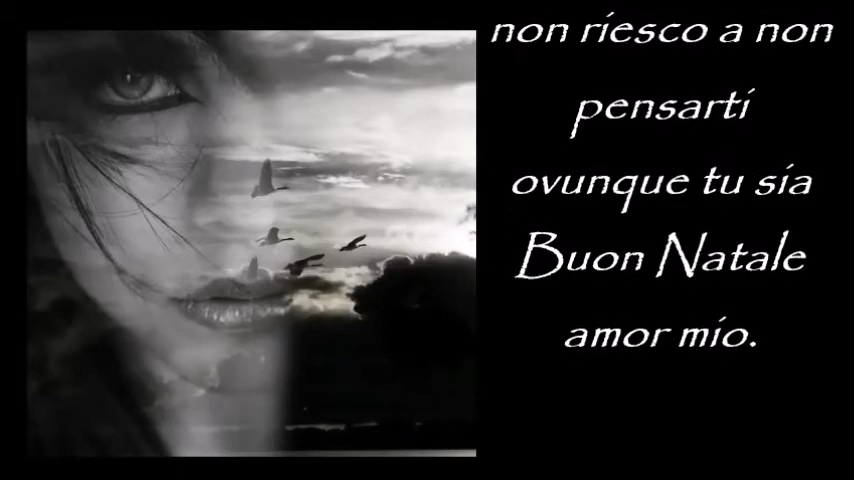 non riesco a non
pensarti
ovunque tu sia
Buon Natale
amor mio.